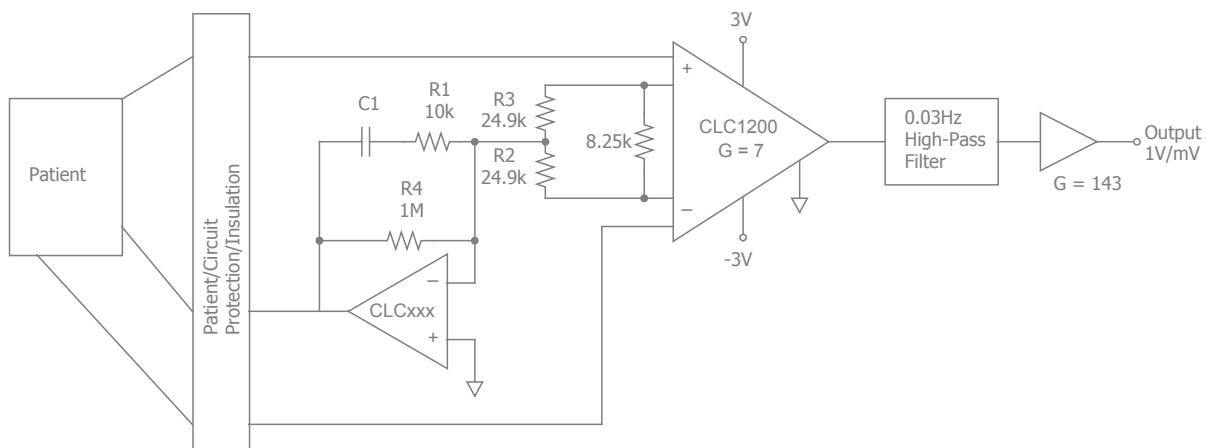 Patient
Patient/Circuit
Protection/Insulation
C1
R1
10k
R4
1M
CLCxxx
−
+
R3
24.9k
R2
24.9k
8.25k
+
−
CLC1200
G = 7
3V
-3V
0.03Hz
High-Pass
Filter
G = 143
Output
1V/mV